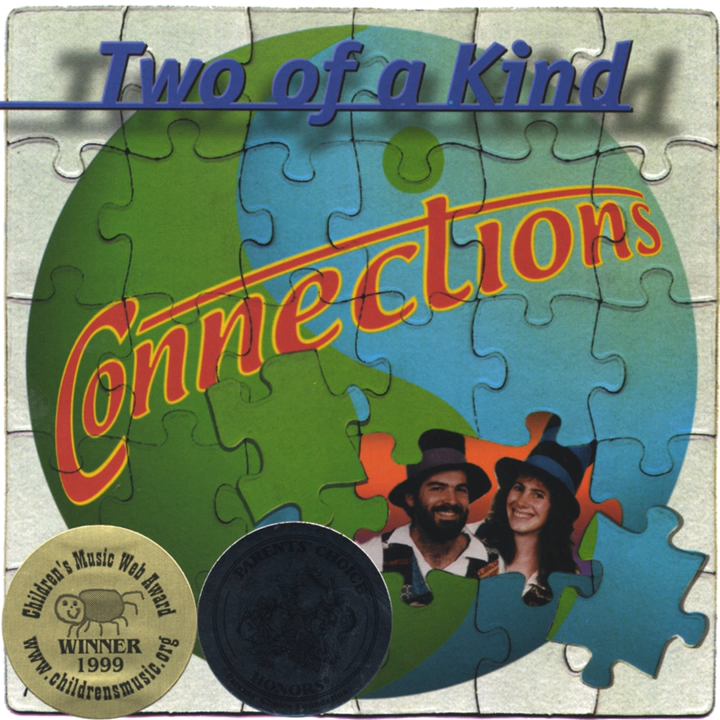 Two of a Kind
Connections
Children's Music Web Award
WINNER
1999
www.childrensmusic.org
PARENTS' CHOICE
HONORS